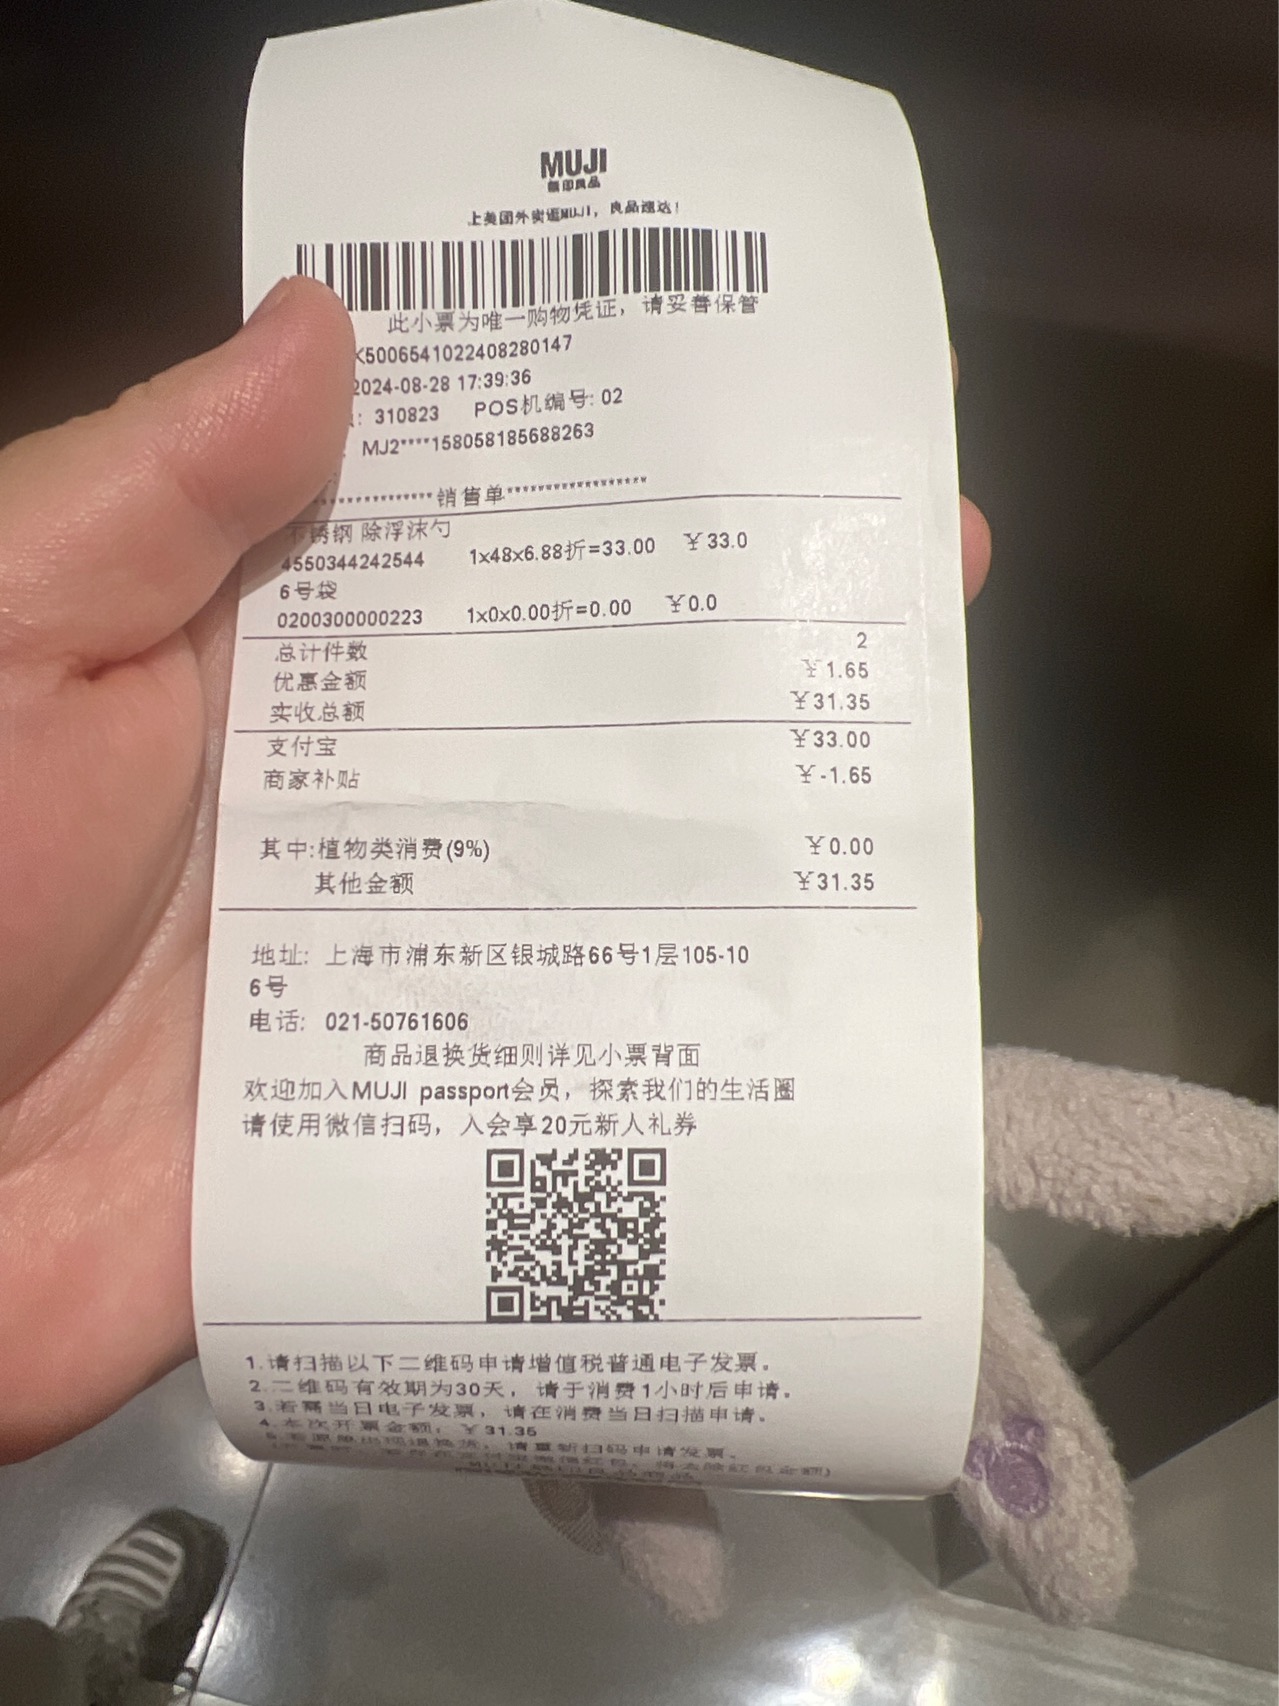 MUJI
無印良品
上美团外卖逛MUJI，良品速达！
此小票为唯一购物凭证，请妥善保管
K5006541022408280147
2024-08-28 17:39:36
: 310823 POS机编号: 02
MJ2****158058185688263
***************销售单*******************
不锈钢 除浮沫勺
4550344242544 1x48x6.88折=33.00 ￥33.0
6号袋
0200300000223 1x0x0.00折=0.00 ￥0.0
总计件数 2
优惠金额 ￥1.65
实收总额 ￥31.35
支付宝 ￥33.00
商家补贴 ￥-1.65
其中:植物类消费(9%) ￥0.00
其他金额 ￥31.35
地址: 上海市浦东新区银城路66号1层105-10
6号
电话: 021-50761606
商品退换货细则详见小票背面
欢迎加入MUJI passport会员，探索我们的生活圈
请使用微信扫码，入会享20元新人礼券
1.请扫描以下二维码申请增值税普通电子发票。
2.二维码有效期为30天，请于消费1小时后申请。
3.若需当日电子发票，请在消费当日扫描申请。
4.本次开票金额: ￥31.35
请重新扫码申请发票。